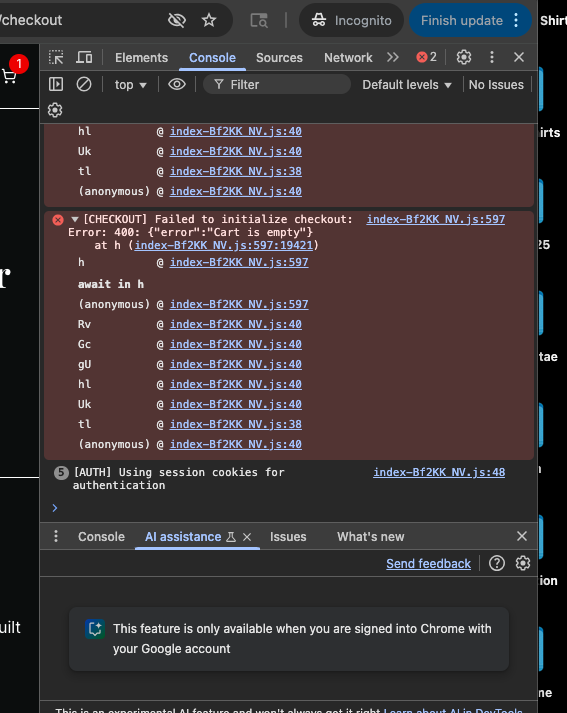 /checkout
Incognito
Finish update
Shirt
1
Elements
Console
Sources
Network
2
top
Filter
Default levels
No Issues
irts
hl @ index-Bf2KK_NV.js:40
Uk @ index-Bf2KK_NV.js:40
tl @ index-Bf2KK_NV.js:38
(anonymous) @ index-Bf2KK_NV.js:40
[CHECKOUT] Failed to initialize checkout: index-Bf2KK_NV.js:597
Error: 400: {"error":"Cart is empty"}
at h (index-Bf2KK_NV.js:597:19421)
25
h @ index-Bf2KK_NV.js:597
r
await in h
(anonymous) @ index-Bf2KK_NV.js:597
Rv @ index-Bf2KK_NV.js:40
Gc @ index-Bf2KK_NV.js:40
tae
gU @ index-Bf2KK_NV.js:40
hl @ index-Bf2KK_NV.js:40
Uk @ index-Bf2KK_NV.js:40
tl @ index-Bf2KK_NV.js:38
(anonymous) @ index-Bf2KK_NV.js:40
5 [AUTH] Using session cookies for index-Bf2KK_NV.js:48
authentication
Console
AI assistance
Issues
What's new
Send feedback
ion
uilt
This feature is only available when you are signed into Chrome with
your Google account
me
This is an experimental AI feature and won't always get it right Learn about AI in DevTools